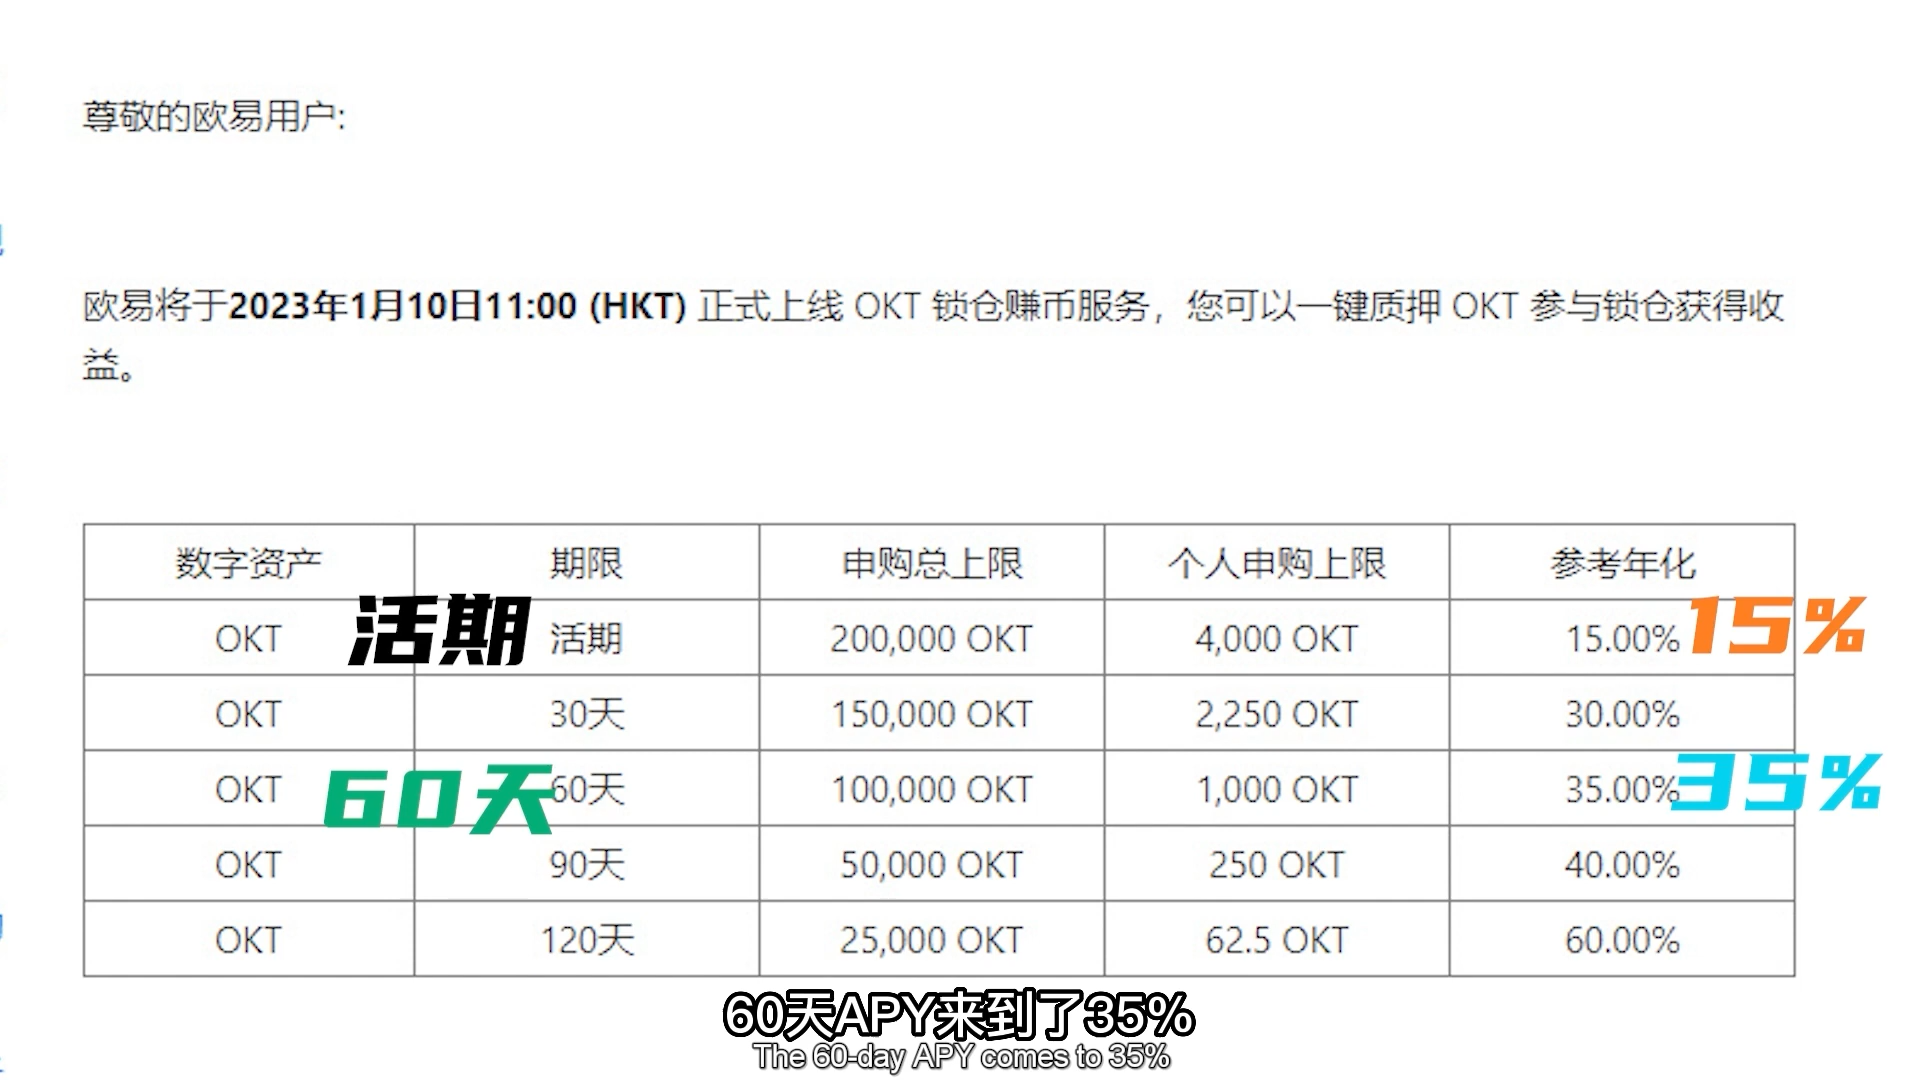 尊敬的欧易用户:
欧易将于2023年1月10日11:00 (HKT) 正式上线 OKT 锁仓赚币服务，您可以一键质押 OKT 参与锁仓获得收
益。
数字资产 期限 申购总上限 个人申购上限 参考年化
OKT 活期 活期 200,000 OKT 4,000 OKT 15.00% 15%
OKT 30天 150,000 OKT 2,250 OKT 30.00%
OKT 60天 60天 100,000 OKT 1,000 OKT 35.00% 35%
OKT 90天 50,000 OKT 250 OKT 40.00%
OKT 120天 25,000 OKT 62.5 OKT 60.00%
60天APY来到了35%
The 60-day APY comes to 35%